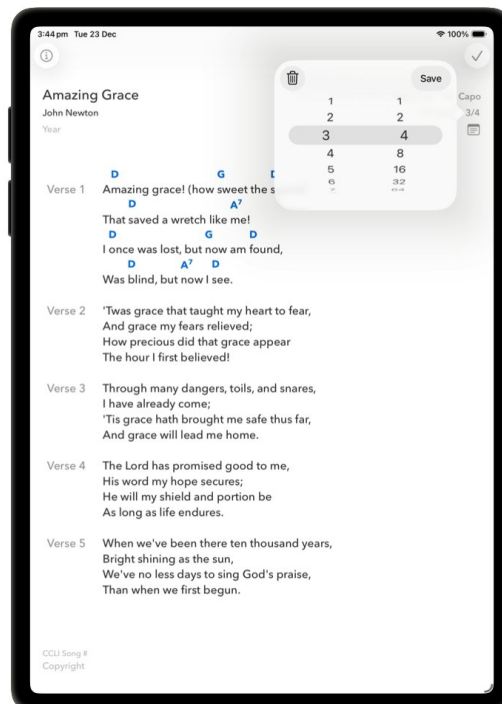 3:44 pm Tue 23 Dec
100%
Save
1 1
2 2
3 4
4 8
5 16
6 32
7 64
Amazing Grace
Capo
John Newton
3/4
Year
D G
Verse 1 Amazing grace! (how sweet the
D A7
That saved a wretch like me!
D G D
I once was lost, but now am found,
D A7 D
Was blind, but now I see.
Verse 2 'Twas grace that taught my heart to fear,
And grace my fears relieved;
How precious did that grace appear
The hour I first believed!
Verse 3 Through many dangers, toils, and snares,
I have already come;
'Tis grace hath brought me safe thus far,
And grace will lead me home.
Verse 4 The Lord has promised good to me,
His word my hope secures;
He will my shield and portion be
As long as life endures.
Verse 5 When we've been there ten thousand years,
Bright shining as the sun,
We've no less days to sing God's praise,
Than when we first begun.
CCLI Song #
Copyright